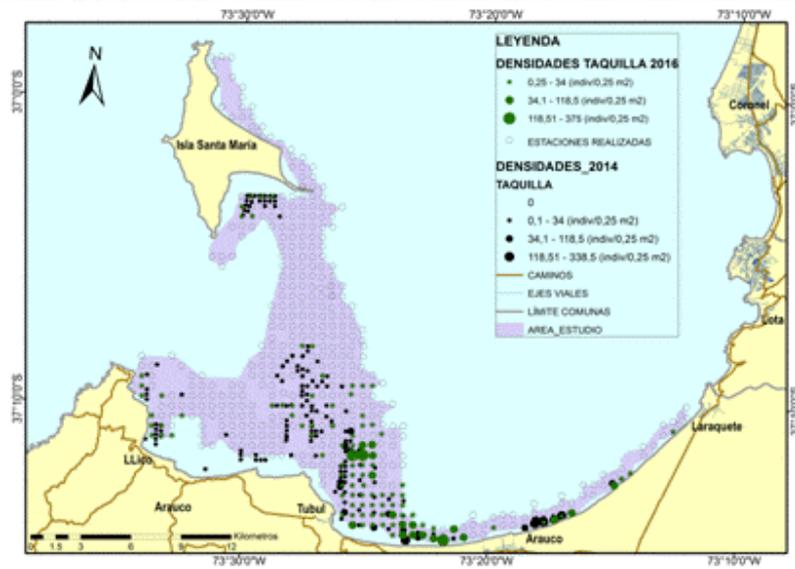 73°30'0"W 73°20'0"W 73°10'0"W
N
LEYENDA
DENSIDADES TAQUILLA 2016
0,25 - 34 (indiv/0,25 m2)
34,1 - 118,5 (indiv/0,25 m2)
118,51 - 375 (indiv/0,25 m2)
ESTACIONES REALIZADAS
DENSIDADES_2014
TAQUILLA
0
0,1 - 34 (indiv/0,25 m2)
34,1 - 118,5 (indiv/0,25 m2)
118,51 - 338,5 (indiv/0,25 m2)
CAMINOS
EJES VIALES
LÍMITE COMUNAS
AREA_ESTUDIO
37°0'0"S
Coronel
Isla Santa María
Lota
37°10'0"S
Laraquete
LLico
Arauco
Tubul
Arauco
0 1.5 3 6 9 12 Kilometros
73°30'0"W 73°20'0"W 73°10'0"W